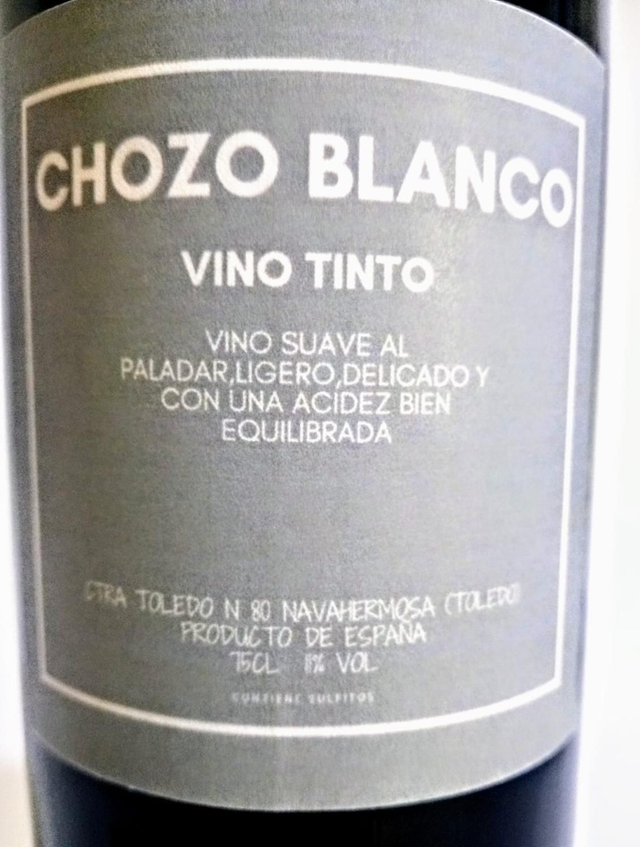 CHOZO BLANCO
VINO TINTO
VINO SUAVE AL
PALADAR,LIGERO,DELICADO Y
CON UNA ACIDEZ BIEN
EQUILIBRADA
CTRA TOLEDO N 80 NAVAHERMOSA (TOLEDO)
PRODUCTO DE ESPAÑA
75CL 11% VOL
CONTIENE SULFITOS